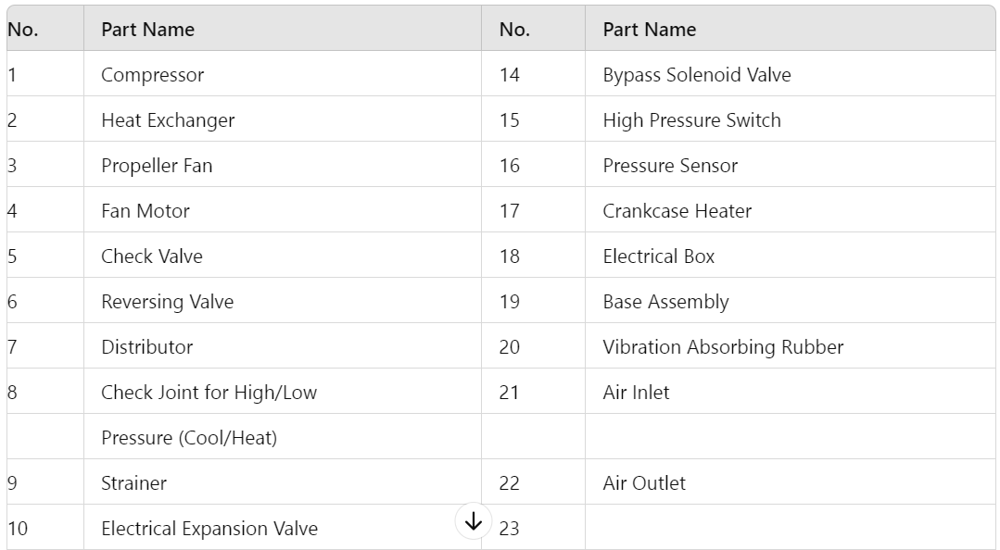 No. Part Name No. Part Name
1 Compressor 14 Bypass Solenoid Valve
2 Heat Exchanger 15 High Pressure Switch
3 Propeller Fan 16 Pressure Sensor
4 Fan Motor 17 Crankcase Heater
5 Check Valve 18 Electrical Box
6 Reversing Valve 19 Base Assembly
7 Distributor 20 Vibration Absorbing Rubber
8 Check Joint for High/Low 21 Air Inlet
Pressure (Cool/Heat)
9 Strainer 22 Air Outlet
10 Electrical Expansion Valve 23